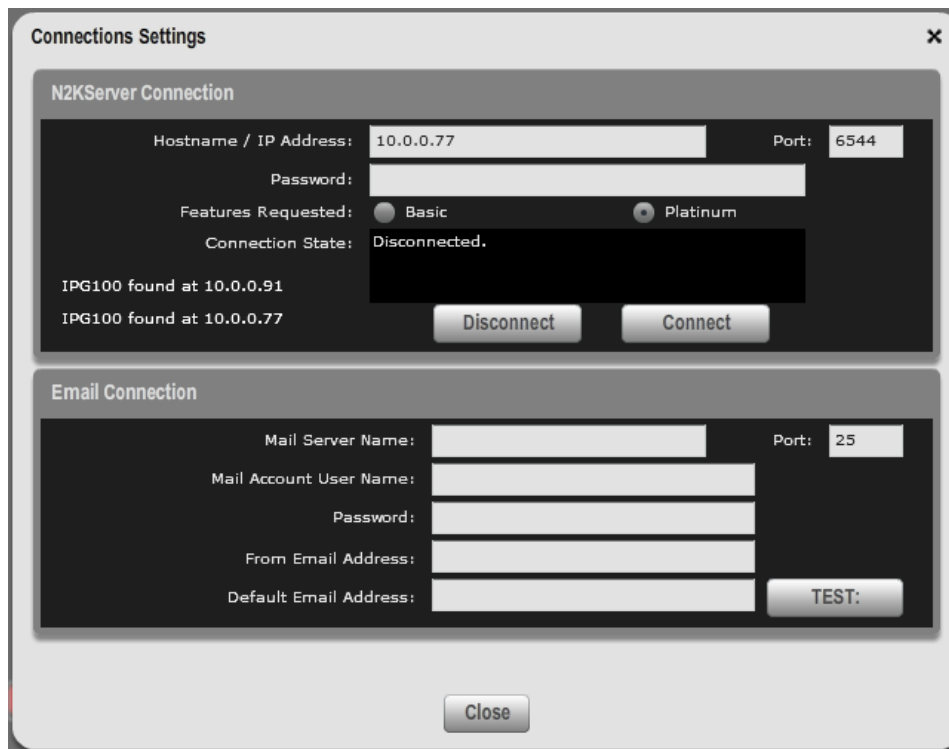 Connections Settings
N2KServer Connection
Hostname / IP Address: 10.0.0.77 Port: 6544
Password:
Features Requested: Basic Platinum
Connection State: Disconnected.
IPG100 found at 10.0.0.91
IPG100 found at 10.0.0.77
Disconnect Connect
Email Connection
Mail Server Name: Port: 25
Mail Account User Name:
Password:
From Email Address:
Default Email Address: TEST:
Close